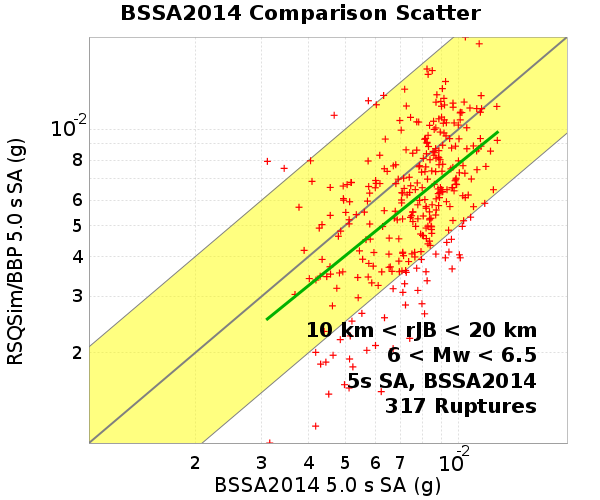 BSSA2014 Comparison Scatter
RSQSim/BBP 5.0 s SA (g)
10-2
8
6
5
4
3
2
10 km < rJB < 20 km
6 < Mw < 6.5
5s SA, BSSA2014
317 Ruptures
2 3 4 5 6 7 10-2
BSSA2014 5.0 s SA (g)